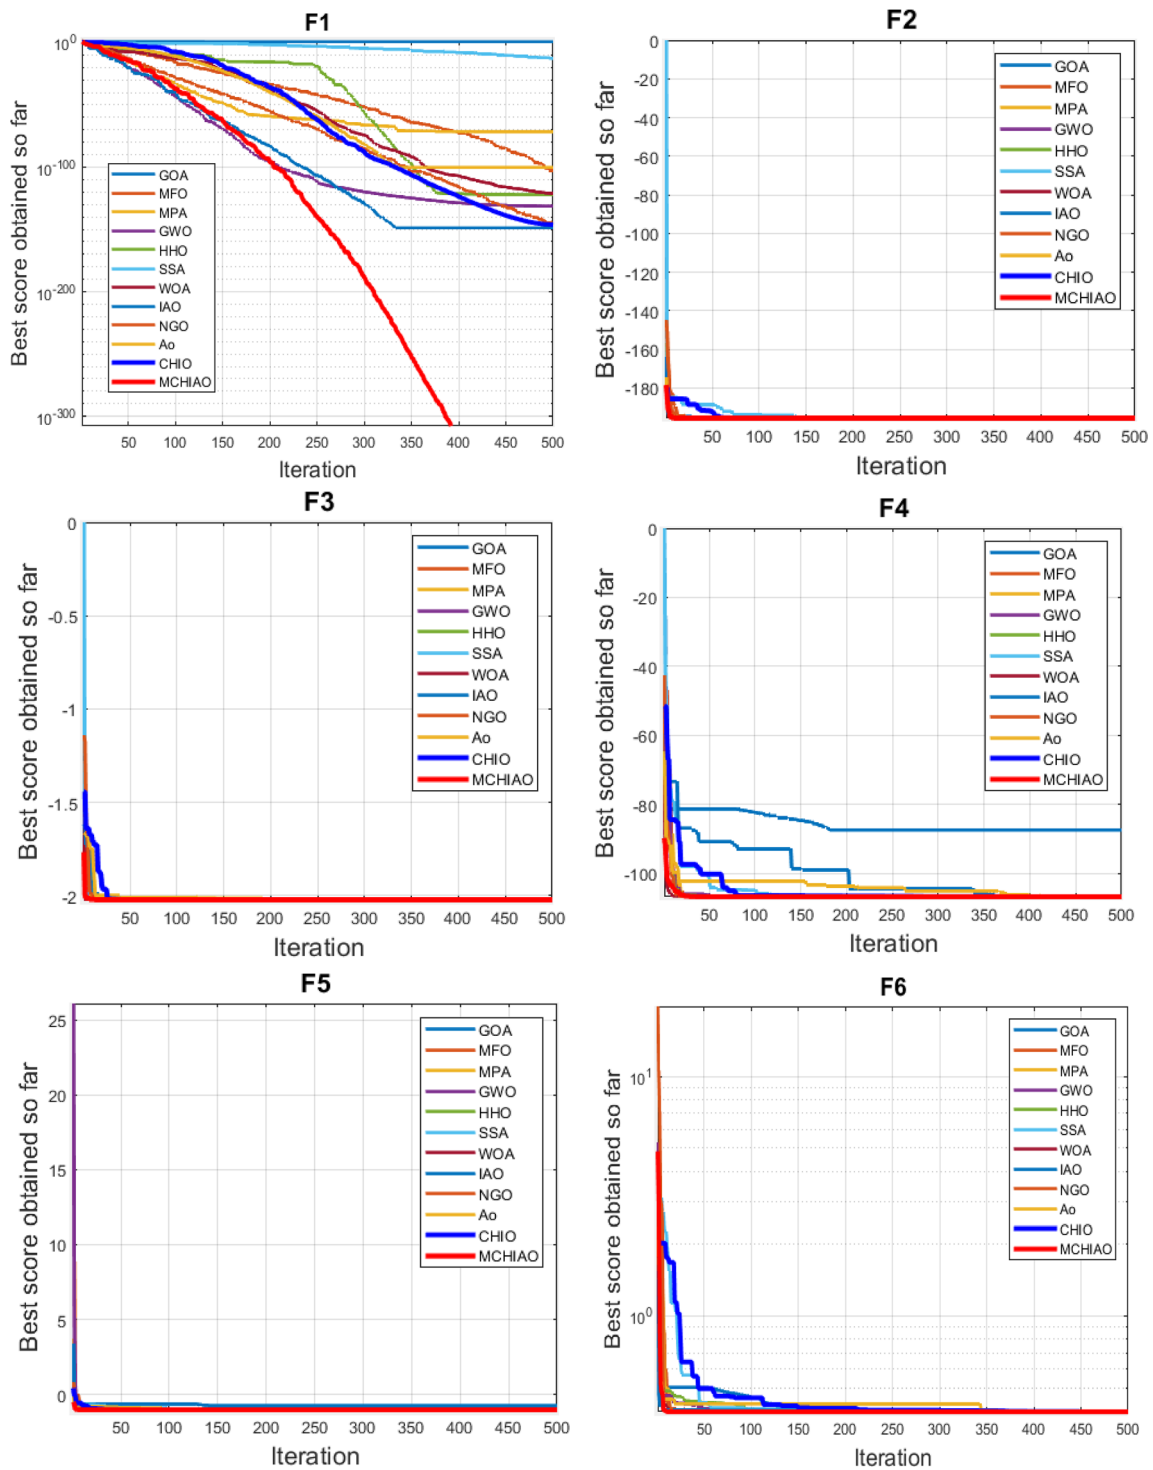 F1
Best score obtained so far
10^0
10^-100
10^-200
10^-300
GOA
MFO
MPA
GWO
HHO
SSA
WOA
IAO
NGO
Ao
CHIO
MCHIAO
50 100 150 200 250 300 350 400 450 500
Iteration
F2
Best score obtained so far
0
-20
-40
-60
-80
-100
-120
-140
-160
-180
GOA
MFO
MPA
GWO
HHO
SSA
WOA
IAO
NGO
Ao
CHIO
MCHIAO
50 100 150 200 250 300 350 400 450 500
Iteration
F3
Best score obtained so far
0
-0.5
-1
-1.5
-2
GOA
MFO
MPA
GWO
HHO
SSA
WOA
IAO
NGO
Ao
CHIO
MCHIAO
50 100 150 200 250 300 350 400 450 500
Iteration
F4
Best score obtained so far
0
-20
-40
-60
-80
-100
GOA
MFO
MPA
GWO
HHO
SSA
WOA
IAO
NGO
Ao
CHIO
MCHIAO
50 100 150 200 250 300 350 400 450 500
Iteration
F5
Best score obtained so far
25
20
15
10
5
0
GOA
MFO
MPA
GWO
HHO
SSA
WOA
IAO
NGO
Ao
CHIO
MCHIAO
50 100 150 200 250 300 350 400 450 500
Iteration
F6
Best score obtained so far
10^1
10^0
GOA
MFO
MPA
GWO
HHO
SSA
WOA
IAO
NGO
Ao
CHIO
MCHIAO
50 100 150 200 250 300 350 400 450 500
Iteration